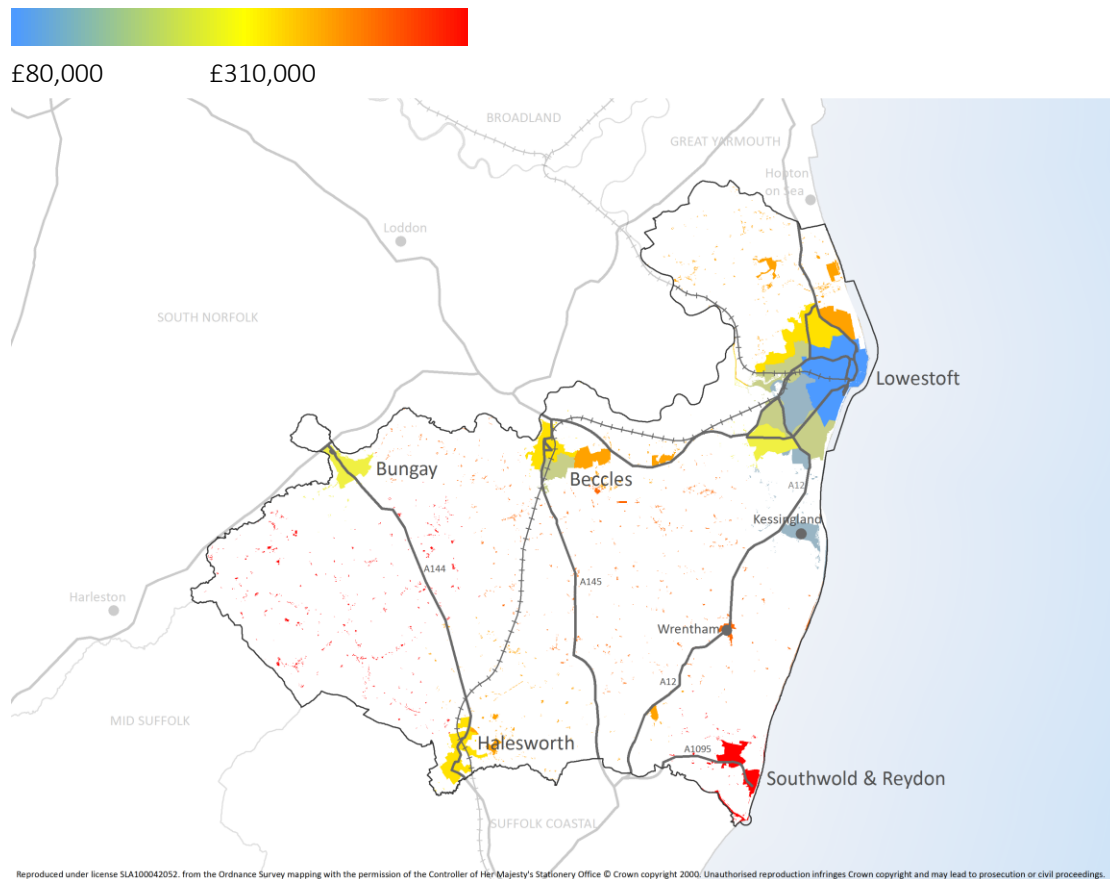 £80,000 £310,000
BROADLAND
GREAT YARMOUTH
Hopton
on Sea
Loddon
SOUTH NORFOLK
Lowestoft
Bungay
Beccles
A12
Kessingland
A144
A145
Harleston
Wrentham
A12
MID SUFFOLK
Halesworth
A1095
Southwold & Reydon
SUFFOLK COASTAL
Reproduced under license SLA100042052. from the Ordnance Survey mapping with the permission of the Controller of Her Majesty's Stationery Office © Crown copyright 2000. Unauthorised reproduction infringes Crown copyright and may lead to prosecution or civil proceedings.